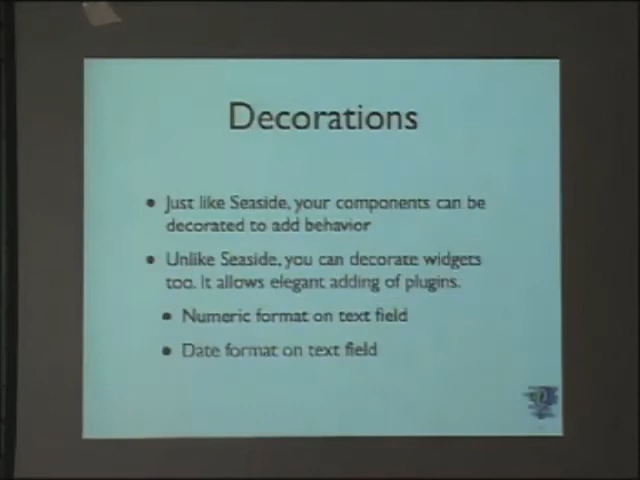 Decorations
• Just like Seaside, your components can be
decorated to add behavior
• Unlike Seaside, you can decorate widgets
too. It allows elegant adding of plugins.
• Numeric format on text field
• Date format on text field